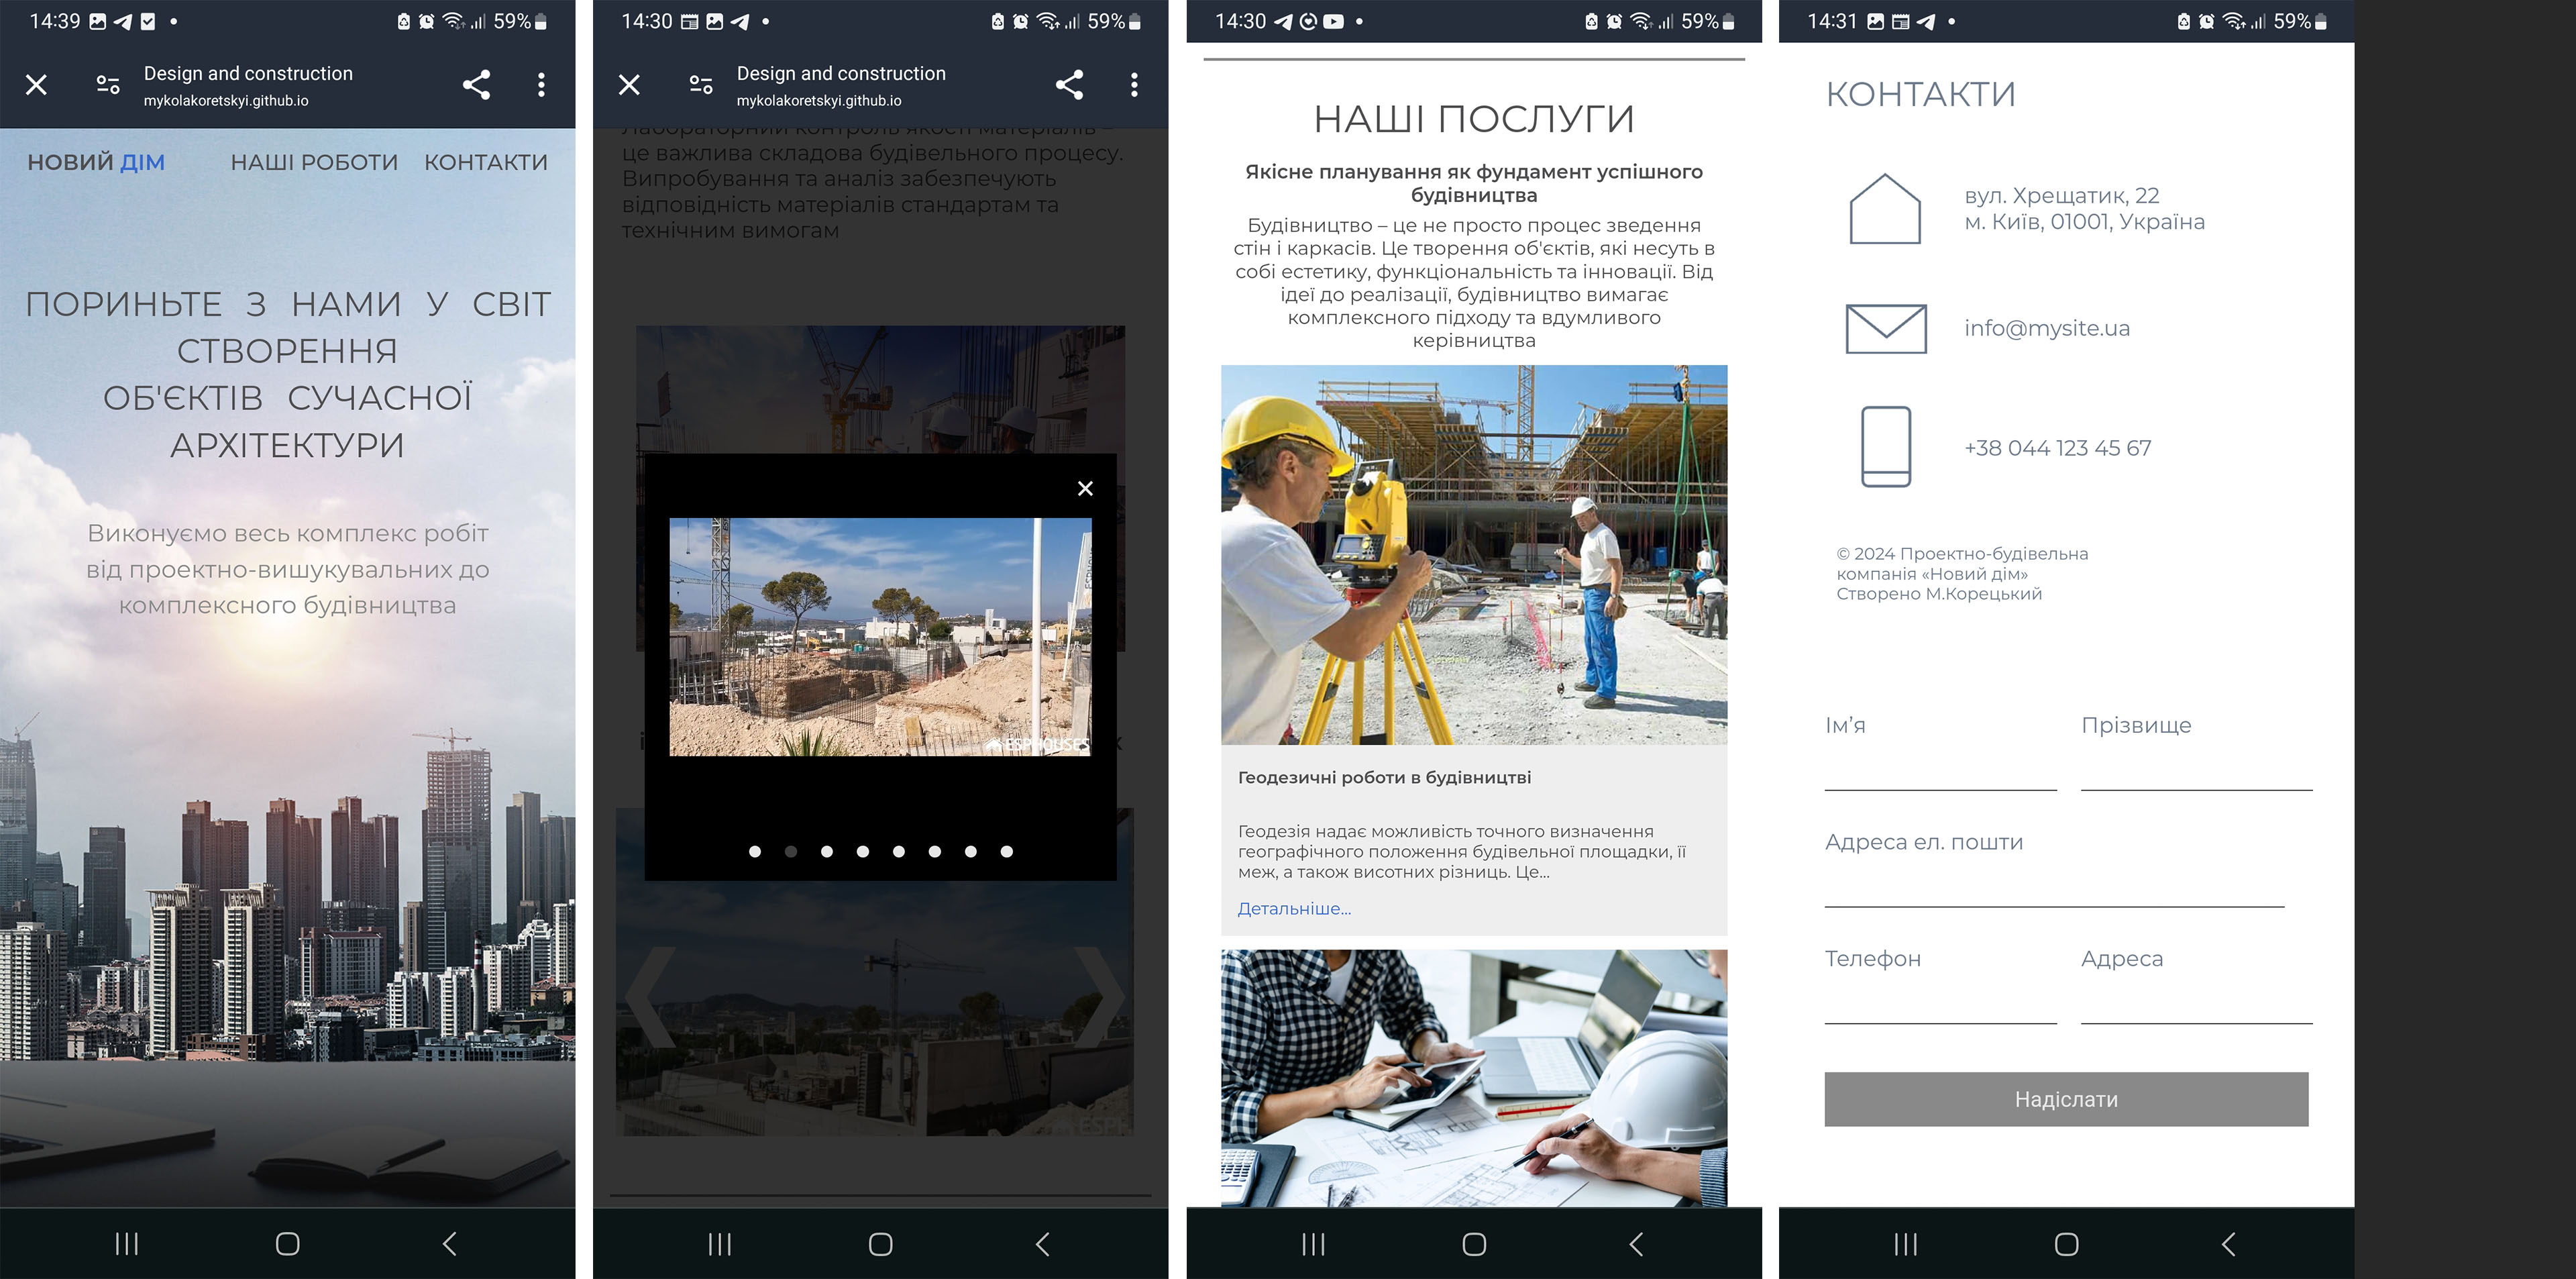 14:39
59%
Design and construction
mykolakoretskyi.github.io
НОВИЙ ДІМ НАШІ РОБОТИ КОНТАКТИ
ПОРИНЬТЕ З НАМИ У СВІТ
СТВОРЕННЯ
ОБ'ЄКТІВ СУЧАСНОЇ
АРХІТЕКТУРИ
Виконуємо весь комплекс робіт
від проектно-вишукувальних до
комплексного будівництва
14:30
59%
Design and construction
mykolakoretskyi.github.io
Лабораторний контроль якості матеріалів –
це важлива складова будівельного процесу.
Випробування та аналіз забезпечують
відповідність матеріалів стандартам та
технічним вимогам
ESPHOUSES
14:30
59%
НАШІ ПОСЛУГИ
Якісне планування як фундамент успішного
будівництва
Будівництво – це не просто процес зведення
стін і каркасів. Це творення об'єктів, які несуть в
собі естетику, функціональність та інновації. Від
ідеї до реалізації, будівництво вимагає
комплексного підходу та вдумливого
керівництва
Геодезичні роботи в будівництві
Геодезія надає можливість точного визначення
географічного положення будівельної площадки, її
меж, а також висотних різниць. Це...
Детальніше...
14:31
59%
КОНТАКТИ
вул. Хрещатик, 22
м. Київ, 01001, Україна
info@mysite.ua
+38 044 123 45 67
© 2024 Проектно-будівельна
компанія «Новий дім»
Створено М.Корецький
Ім’я Прізвище
Адреса ел. пошти
Телефон Адреса
Надіслати